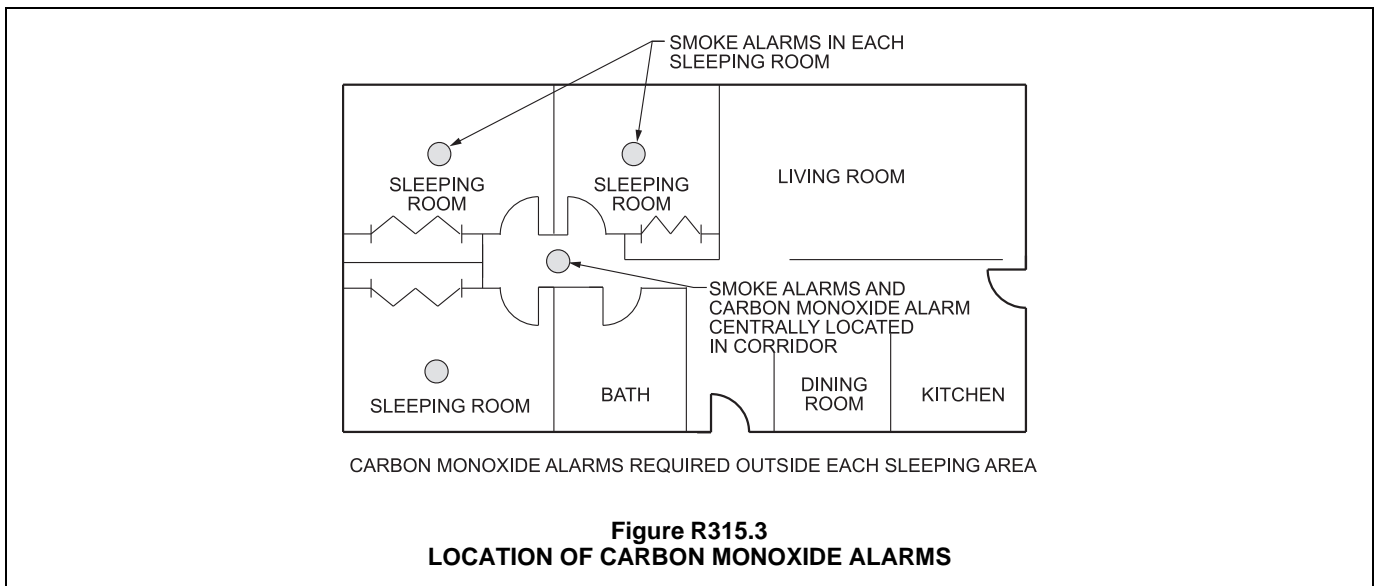 SMOKE ALARMS IN EACH
SLEEPING ROOM
SLEEPING
ROOM
SLEEPING
ROOM
LIVING ROOM
SMOKE ALARMS AND
CARBON MONOXIDE ALARM
CENTRALLY LOCATED
IN CORRIDOR
SLEEPING ROOM
BATH
DINING
ROOM
KITCHEN
CARBON MONOXIDE ALARMS REQUIRED OUTSIDE EACH SLEEPING AREA
Figure R315.3
LOCATION OF CARBON MONOXIDE ALARMS